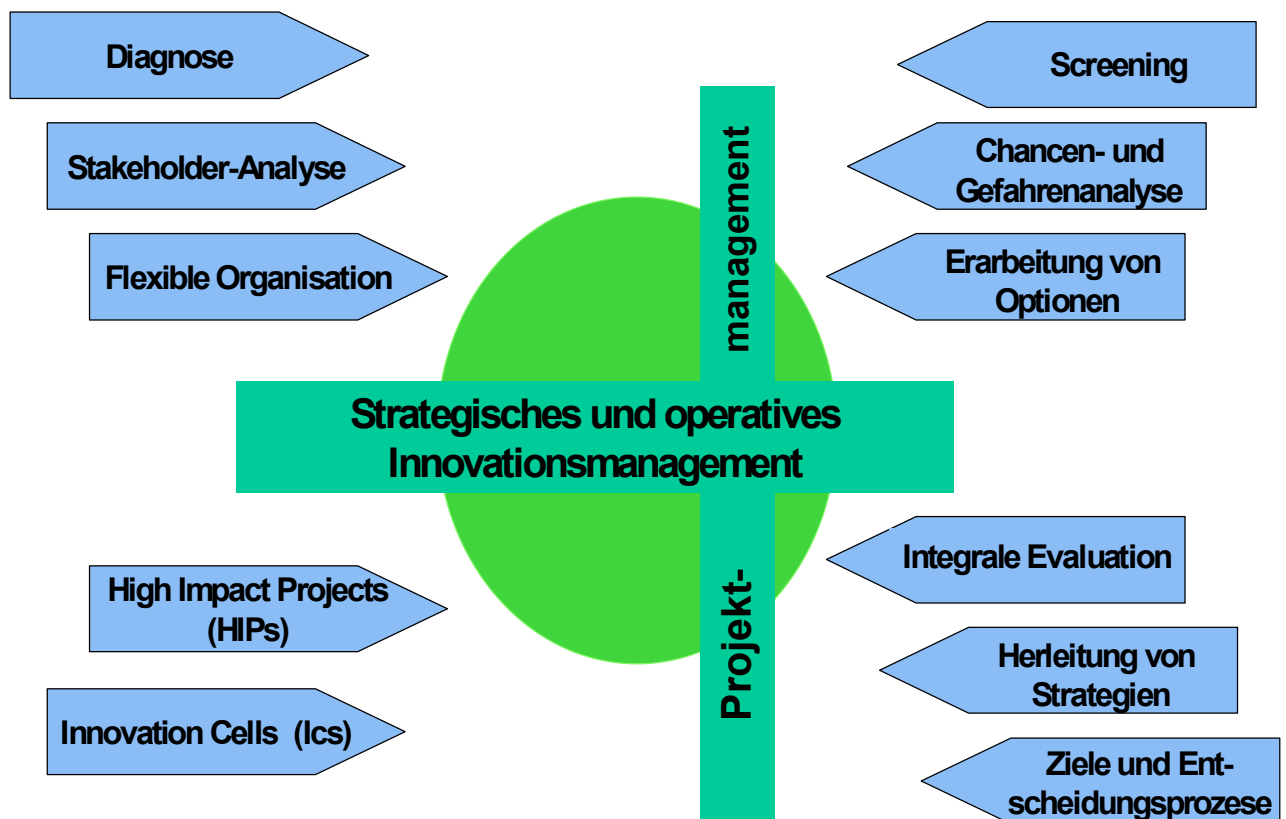 Diagnose
Stakeholder-Analyse
Flexible Organisation
Screening
Chancen- und
Gefahrenanalyse
Erarbeitung von
Optionen
Strategisches und operatives
Innovationsmanagement
Projekt-
management
High Impact Projects
(HIPs)
Innovation Cells (Ics)
Integrale Evaluation
Herleitung von
Strategien
Ziele und Ent-
scheidungsprozese